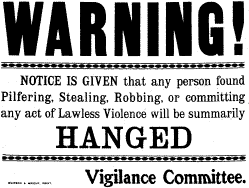 WARNING!
NOTICE IS GIVEN that any person found
Pilfering, Stealing, Robbing, or committing
any act of Lawless Violence will be summarily
HANGED
Vigilance Committee.